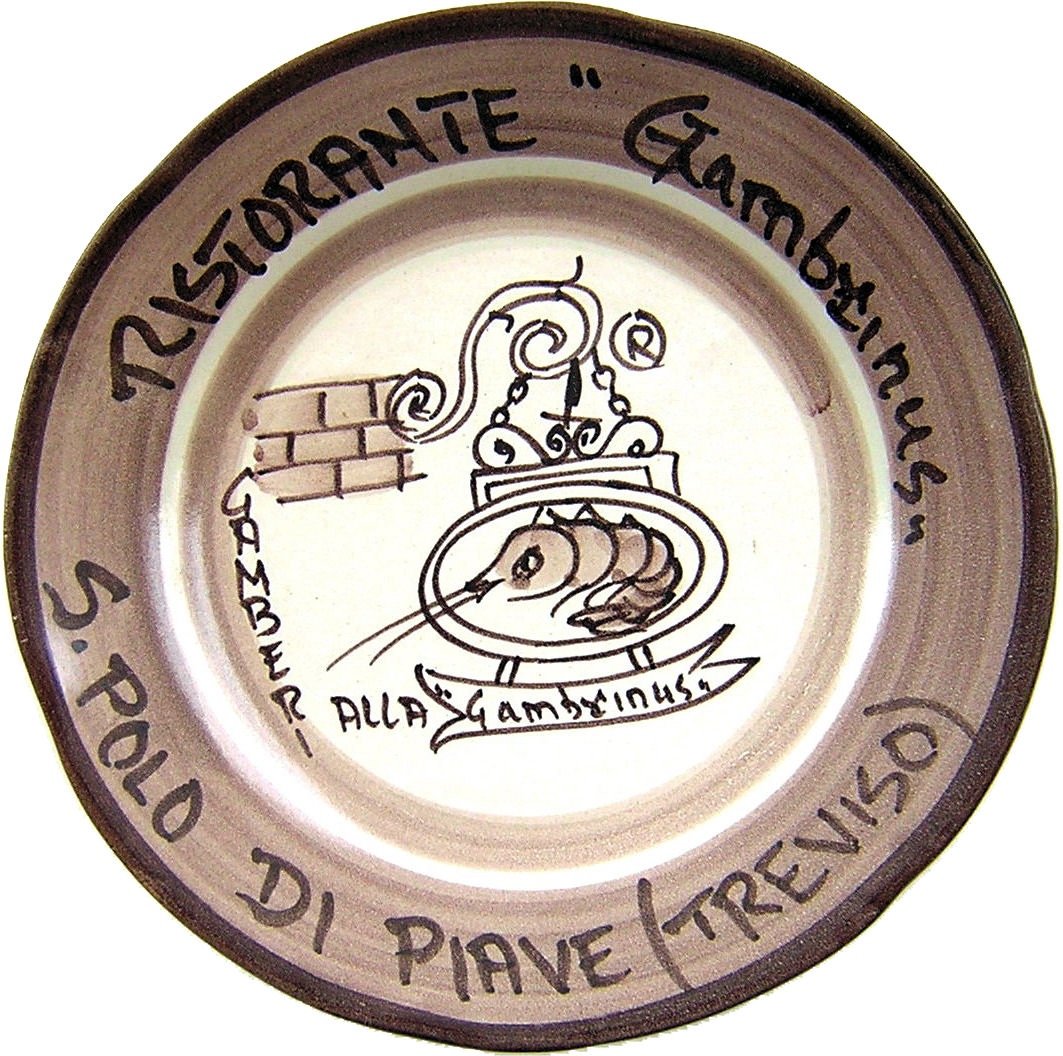 RISTORANTE "Gambrinus"
®
GAMBERI
ALLA "Gambrinus"
S. POLO DI PIAVE (TREVISO)